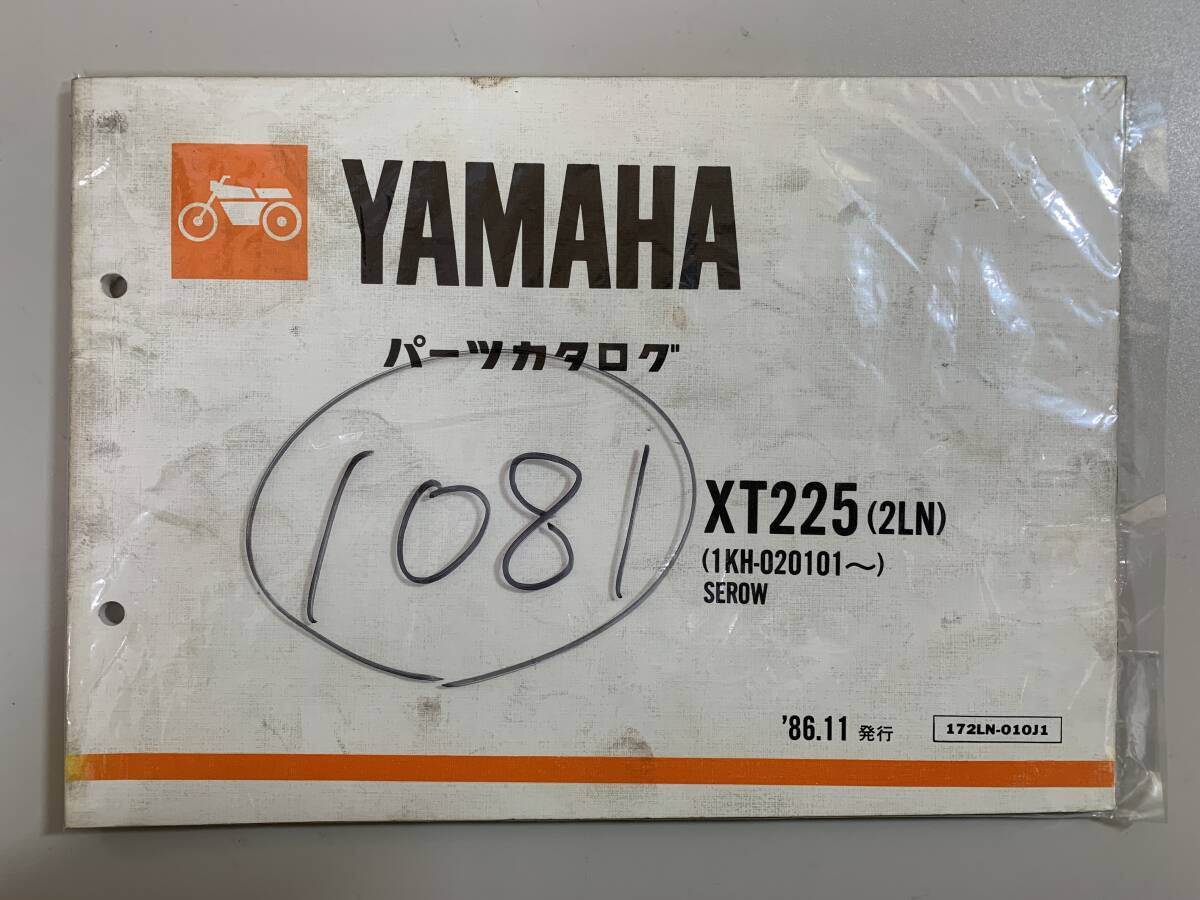 YAMAHA
パーツカタログ
1081
XT225 (2LN)
(1KH-020101〜)
SEROW
'86.11 発行
172LN-010J1